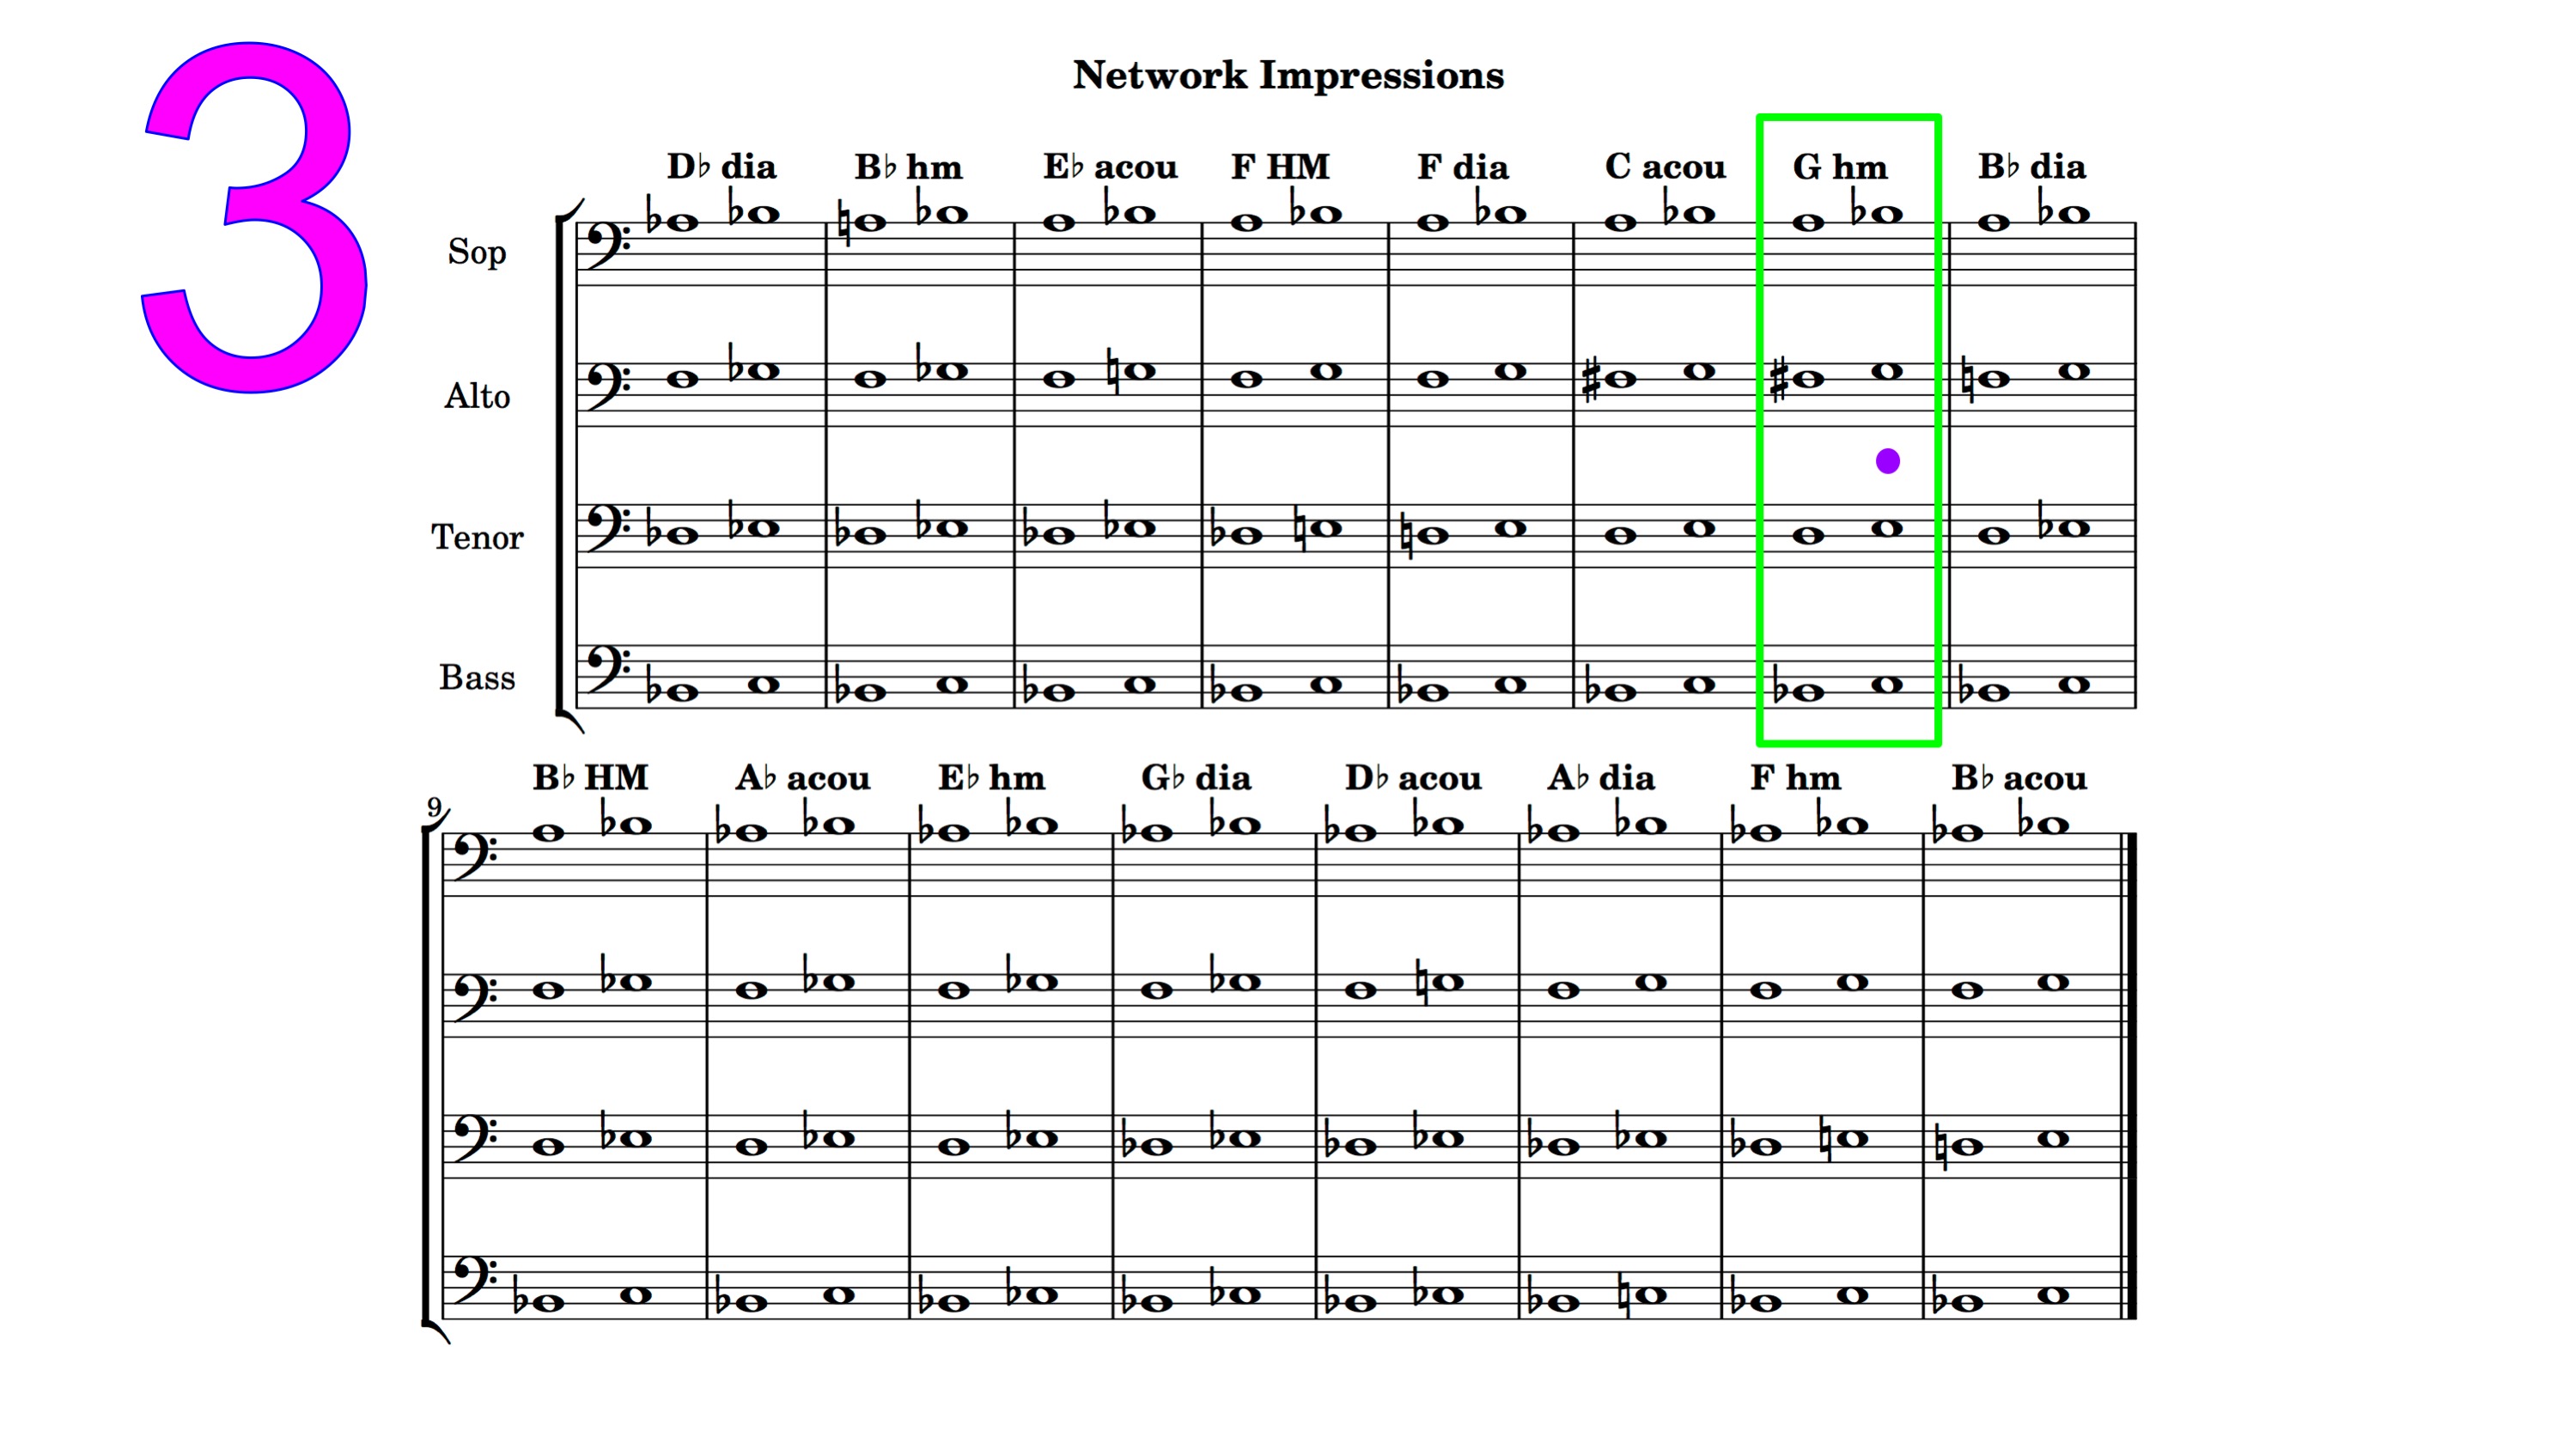 3
Network Impressions
D♭ dia B♭ hm E♭ acou F HM F dia C acou G hm B♭ dia
Sop
Alto
Tenor
Bass
B♭ HM A♭ acou E♭ hm G♭ dia D♭ acou A♭ dia F hm B♭ acou
9